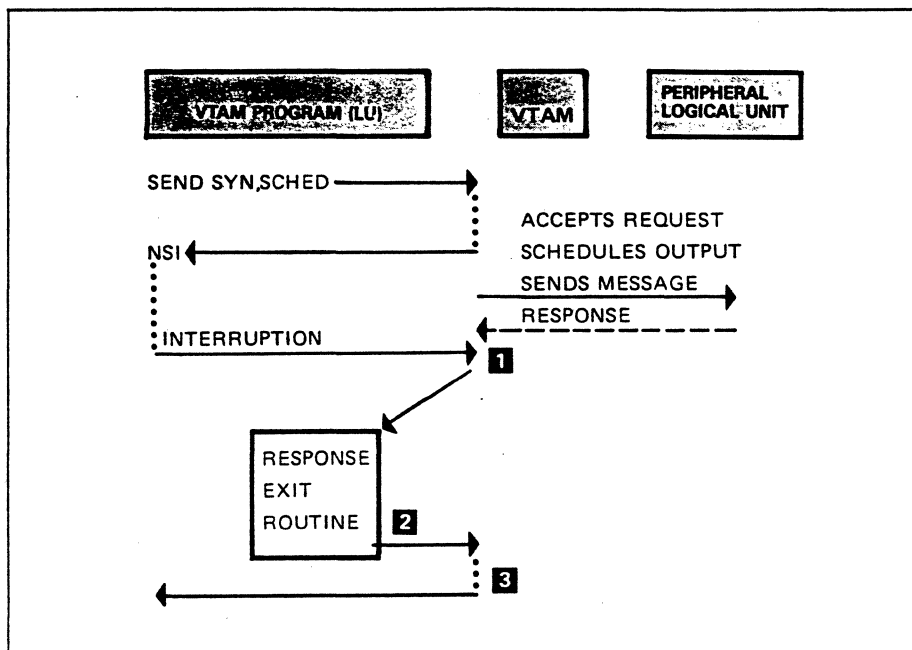 VTAM PROGRAM (LU)
VTAM
PERIPHERAL
LOGICAL UNIT
SEND SYN,SCHED
ACCEPTS REQUEST
NSI
SCHEDULES OUTPUT
SENDS MESSAGE
RESPONSE
INTERRUPTION
1
RESPONSE
EXIT
ROUTINE
2
3